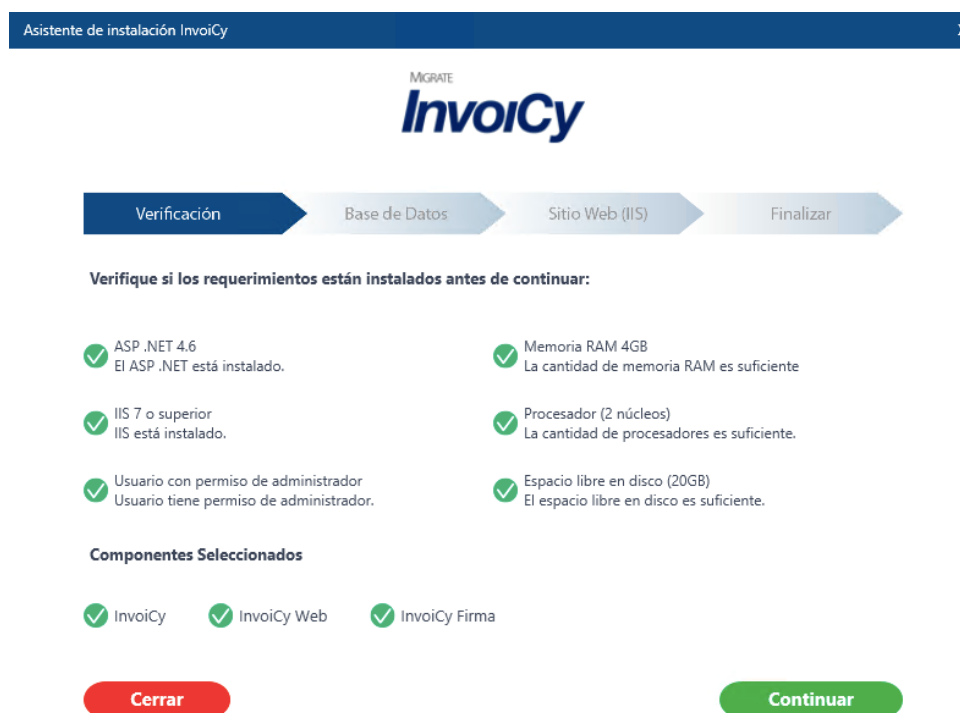 Asistente de instalación InvoiCy
MIGRATE
InvoiCy
Verificación
Base de Datos
Sitio Web (IIS)
Finalizar
Verifique si los requerimientos están instalados antes de continuar:
ASP .NET 4.6
El ASP .NET está instalado.
Memoria RAM 4GB
La cantidad de memoria RAM es suficiente
IIS 7 o superior
IIS está instalado.
Procesador (2 núcleos)
La cantidad de procesadores es suficiente.
Usuario con permiso de administrador
Usuario tiene permiso de administrador.
Espacio libre en disco (20GB)
El espacio libre en disco es suficiente.
Componentes Seleccionados
InvoiCy
InvoiCy Web
InvoiCy Firma
Cerrar
Continuar